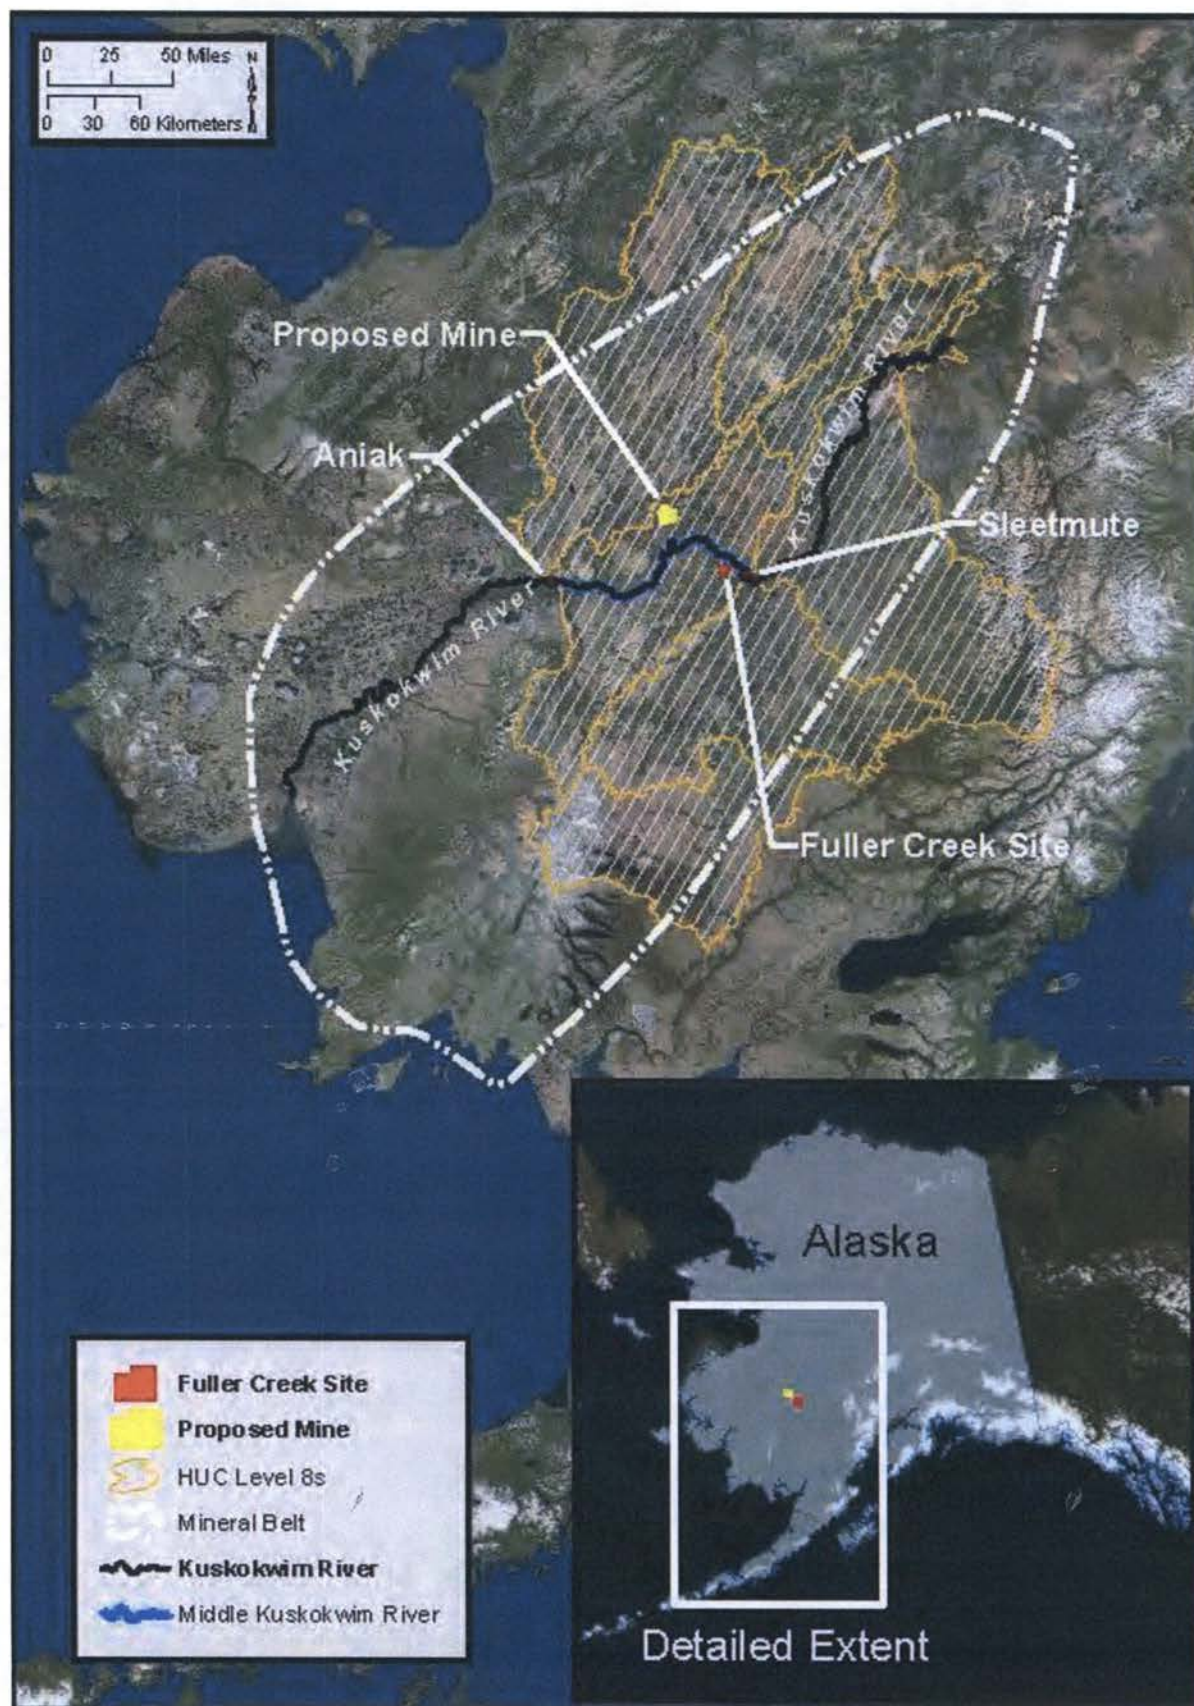 0 25 50 Miles N
0 30 60 Kilometers
Proposed Mine
Kuskokwim River
Aniak
Sleetmute
Kuskokwim River
Fuller Creek Site
Alaska
Fuller Creek Site
Proposed Mine
HUC Level 8s
Mineral Belt
Kuskokwim River
Middle Kuskokwim River
Detailed Extent